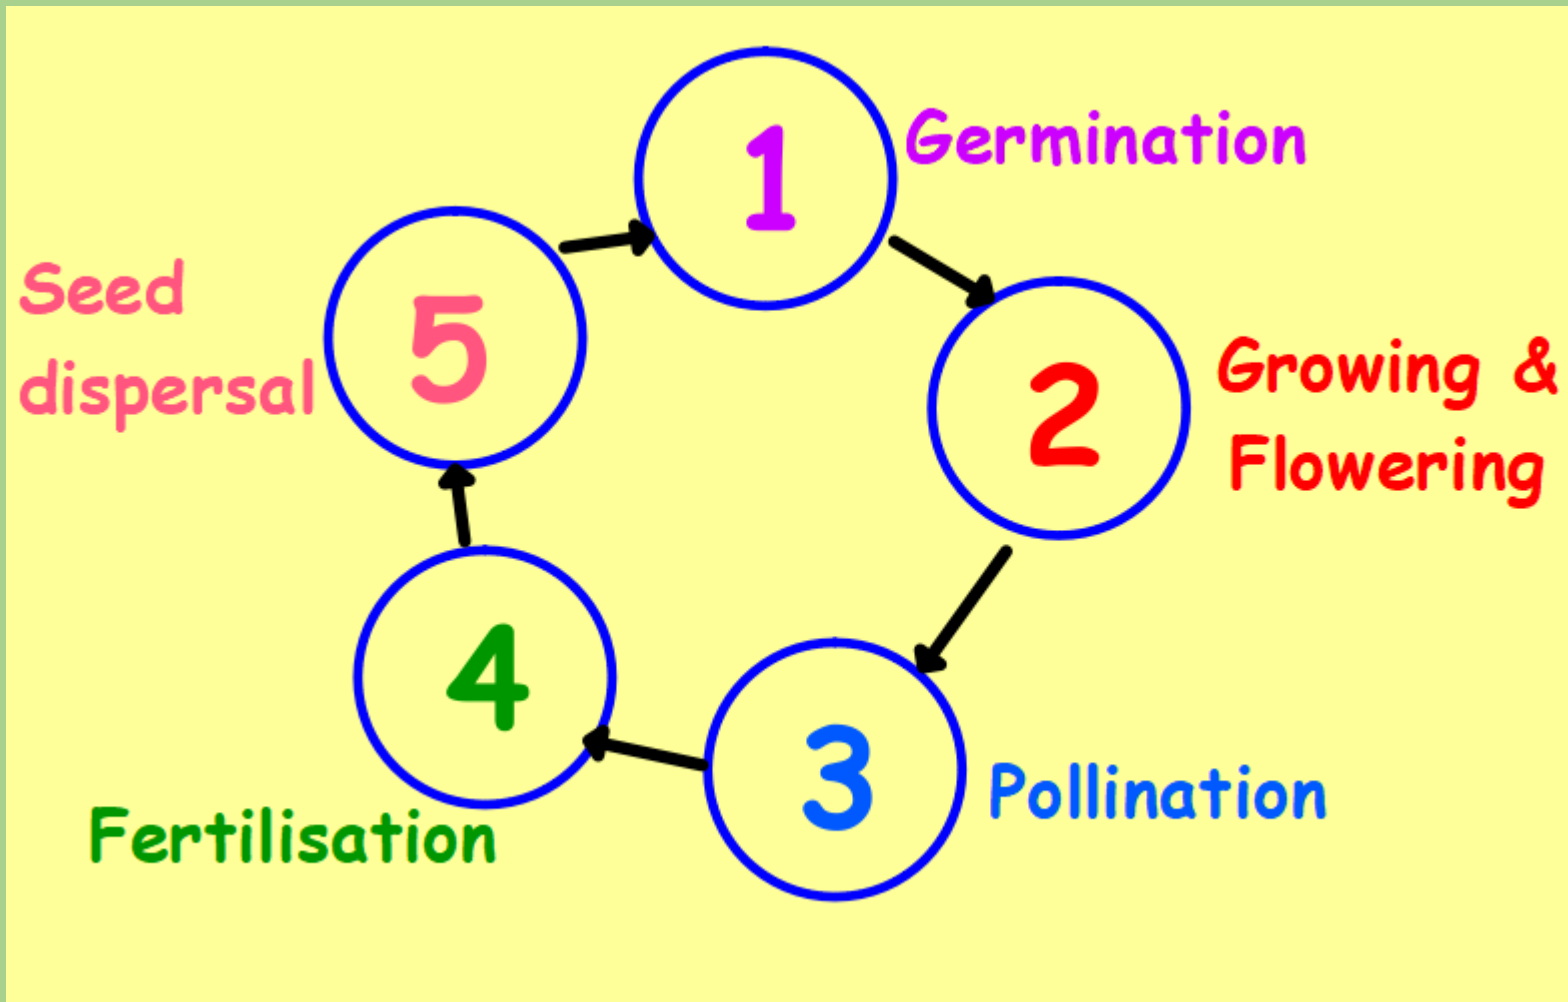 1
Germination
2
Growing &
Flowering
3
Pollination
4
Fertilisation
5
Seed
dispersal